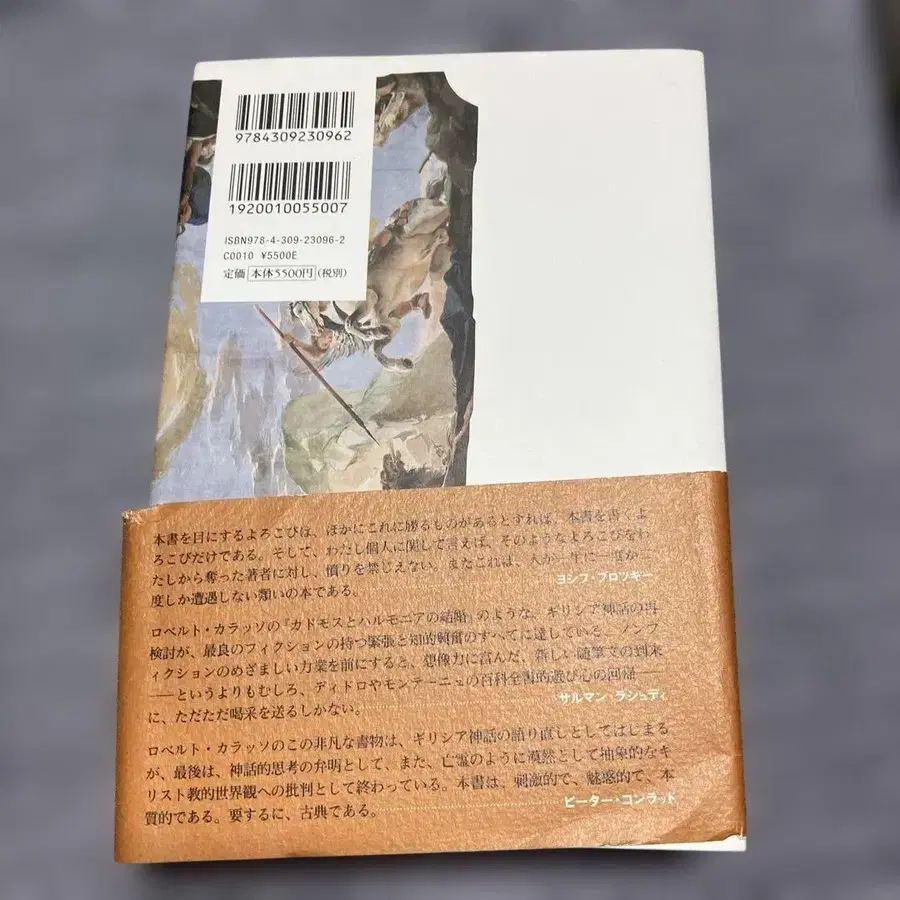 9784309230962
1920010055007
ISBN978-4-309-23096-2
C0010 ¥5500E
定価 本体5500円(税別)
本書を目にするよろこびは、ほかにこれに勝るものがあるとすれば、本書を書くよ
ろこびだけである。そして、わたし個人に関して言えば、そのようなよろこびをわ
たしから奪った著者に対し、憤りを禁じえない。またこれは、人が一年に一度か二
度しか遭遇しない類いの本である。
ヨシフ・ブロツキー
ロベルト・カラッソの『カドモスとハルモニアの結婚』のような、ギリシア神話の再
検討が、最良のフィクションの持つ緊張と知的興奮のすべてに達していると、ノンフ
ィクションのめざましい力業を前にすると、想像力に富んだ、新しい随筆文の到来
――というよりもむしろ、ディドロやモンテーニュの百科全書的遊び心の回帰――
に、ただただ喝采を送るしかない。
サルマン・ラシュディ
ロベルト・カラッソのこの非凡な書物は、ギリシア神話の語り直しとしてはじまる
が、最後は、神話的思考の弁明として、また、亡霊のように漠然として抽象的なキ
リスト教的世界観への批判として終わっている。本書は、刺激的で、魅惑的で、本
質的である。要するに、古典である。
ピーター・コンラッド